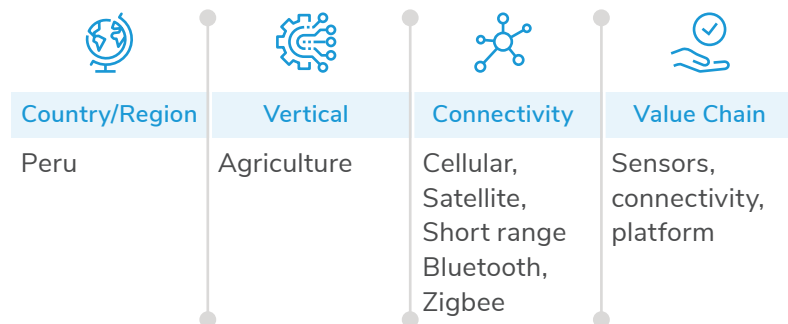 Country/Region
Vertical
Connectivity
Value Chain
Peru
Agriculture
Cellular,
Satellite,
Short range
Bluetooth,
Zigbee
Sensors,
connectivity,
platform